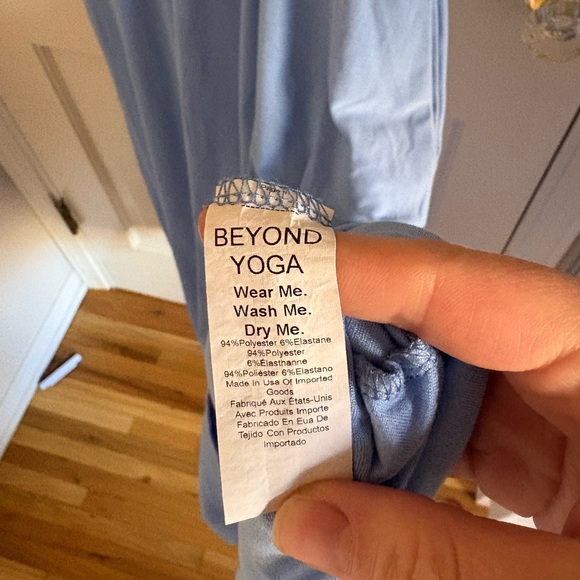 BEYOND
YOGA
Wear Me.
Wash Me.
Dry Me.
94%Polyester 6%Elastane
94%Polyester
6%Élasthanne
94%Poliéster 6%Elastano
Made In Usa Of Imported
Goods
Fabriqué Aux États-Unis
Avec Produits Importe
Fabricado En Eua De
Tejido Con Productos
Importado